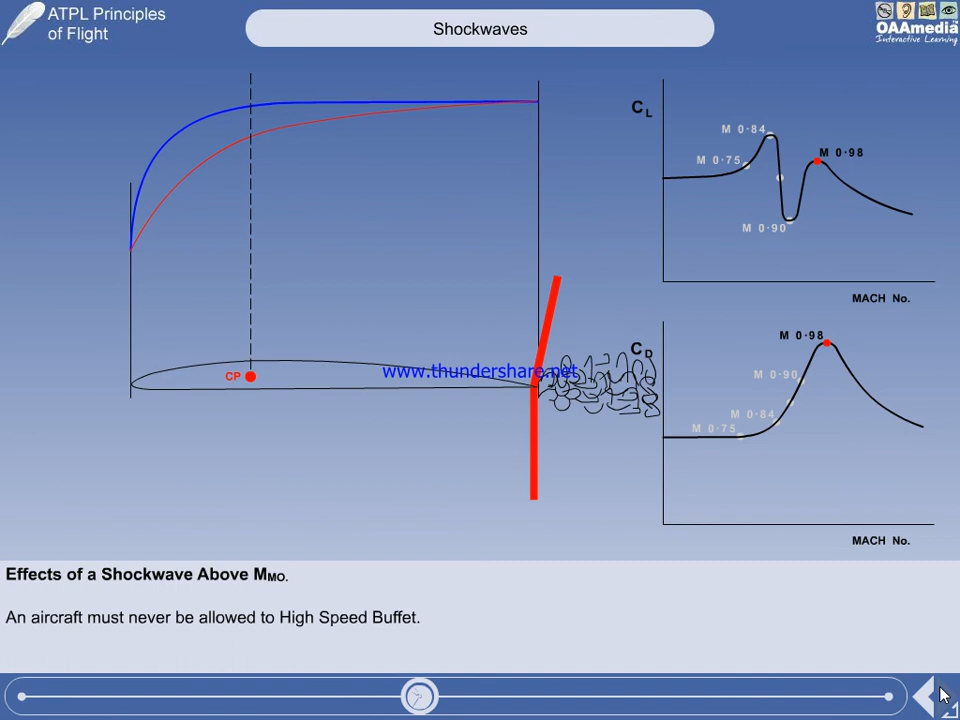 ATPL Principles
of Flight
Shockwaves
OAAmedia
Interactive Learning
C L
M 0·84
M 0·75
M 0·98
M 0·90
MACH No.
M 0·98
C D
M 0·90
M 0·84
M 0·75
MACH No.
CP
www.thundershare.net
Effects of a Shockwave Above MMO.
An aircraft must never be allowed to High Speed Buffet.